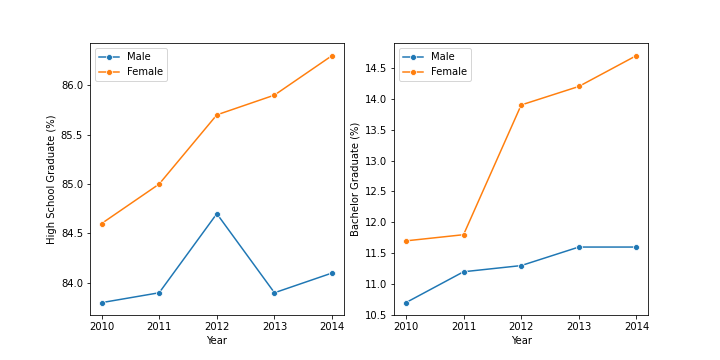 Male
Female
High School Graduate (%)
86.0
85.5
85.0
84.5
84.0
2010 2011 2012 2013 2014
Year
Male
Female
Bachelor Graduate (%)
14.5
14.0
13.5
13.0
12.5
12.0
11.5
11.0
10.5
2010 2011 2012 2013 2014
Year